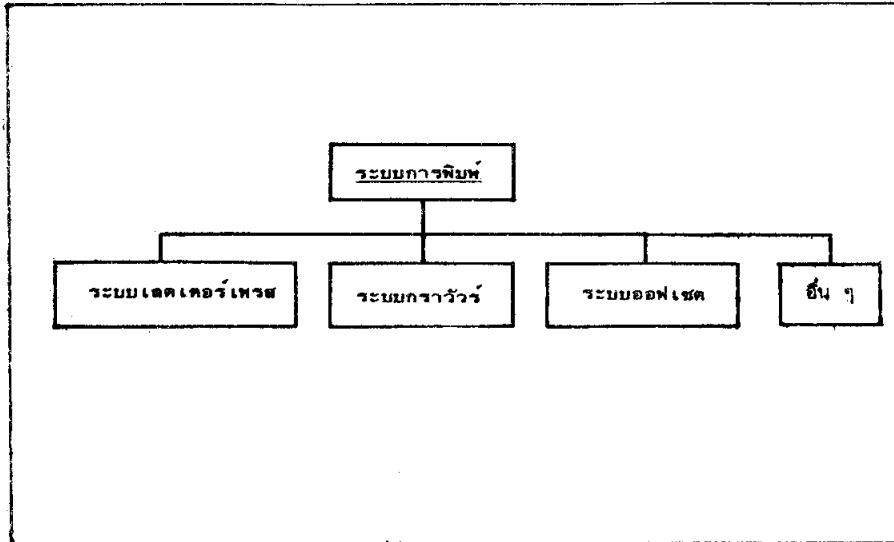 ระบบการพิมพ์
ระบบเลตเตอร์เพรส
ระบบกราวัวร์
ระบบออฟเซต
อื่น ๆ